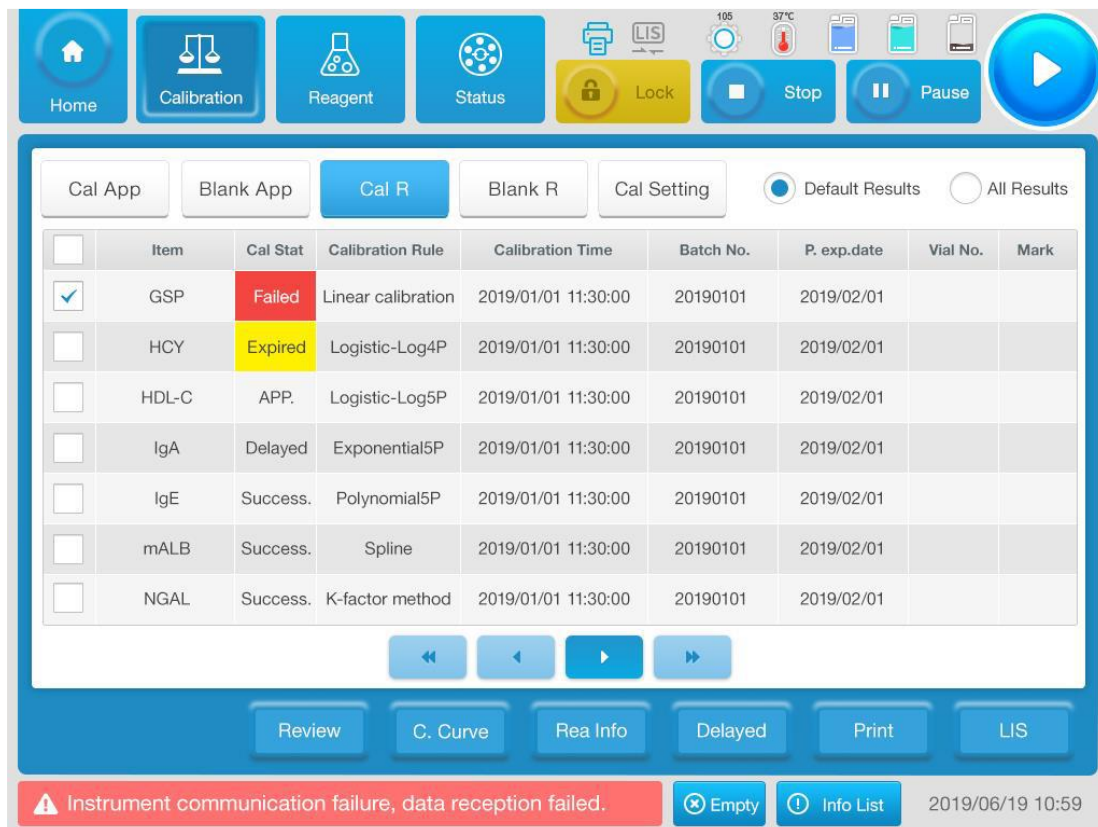 105 37°C
LIS
Home Calibration Reagent Status Lock Stop Pause
Cal App Blank App Cal R Blank R Cal Setting Default Results All Results
Item Cal Stat Calibration Rule Calibration Time Batch No. P. exp.date Vial No. Mark
GSP Failed Linear calibration 2019/01/01 11:30:00 20190101 2019/02/01
HCY Expired Logistic-Log4P 2019/01/01 11:30:00 20190101 2019/02/01
HDL-C APP. Logistic-Log5P 2019/01/01 11:30:00 20190101 2019/02/01
IgA Delayed Exponential5P 2019/01/01 11:30:00 20190101 2019/02/01
IgE Success. Polynomial5P 2019/01/01 11:30:00 20190101 2019/02/01
mALB Success. Spline 2019/01/01 11:30:00 20190101 2019/02/01
NGAL Success. K-factor method 2019/01/01 11:30:00 20190101 2019/02/01
Review C. Curve Rea Info Delayed Print LIS
Instrument communication failure, data reception failed. Empty Info List 2019/06/19 10:59